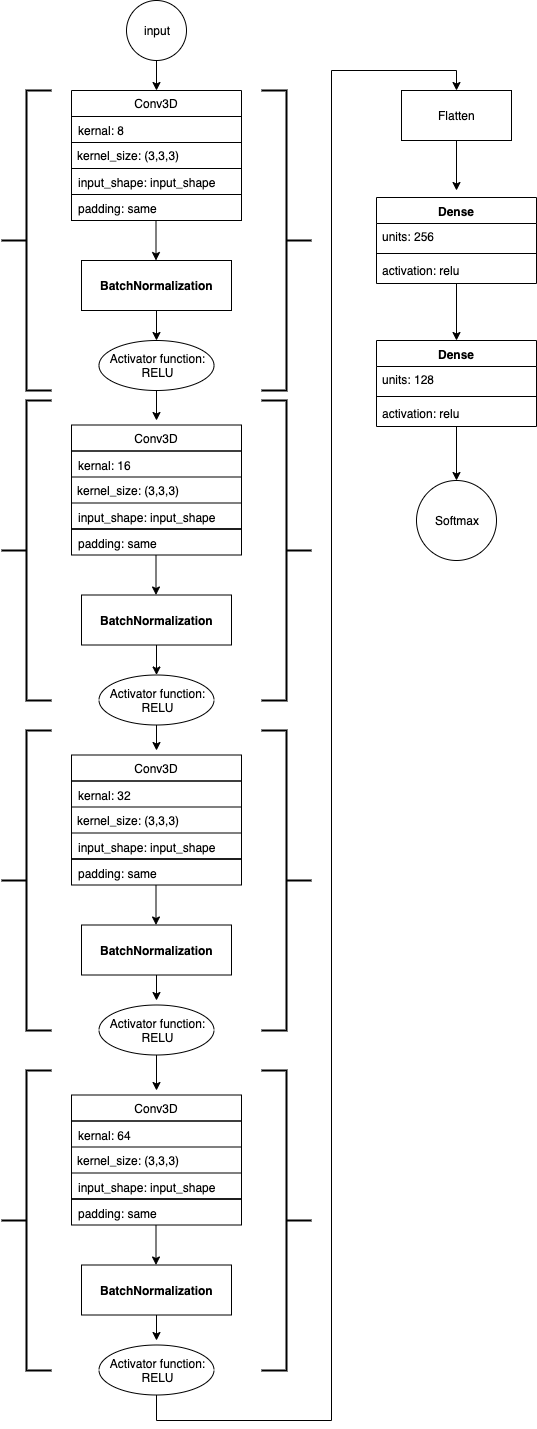 input
Conv3D
kernal: 8
kernel_size: (3,3,3)
input_shape: input_shape
padding: same
BatchNormalization
Activator function:
RELU
Conv3D
kernal: 16
kernel_size: (3,3,3)
input_shape: input_shape
padding: same
BatchNormalization
Activator function:
RELU
Conv3D
kernal: 32
kernel_size: (3,3,3)
input_shape: input_shape
padding: same
BatchNormalization
Activator function:
RELU
Conv3D
kernal: 64
kernel_size: (3,3,3)
input_shape: input_shape
padding: same
BatchNormalization
Activator function:
RELU
Flatten
Dense
units: 256
activation: relu
Dense
units: 128
activation: relu
Softmax